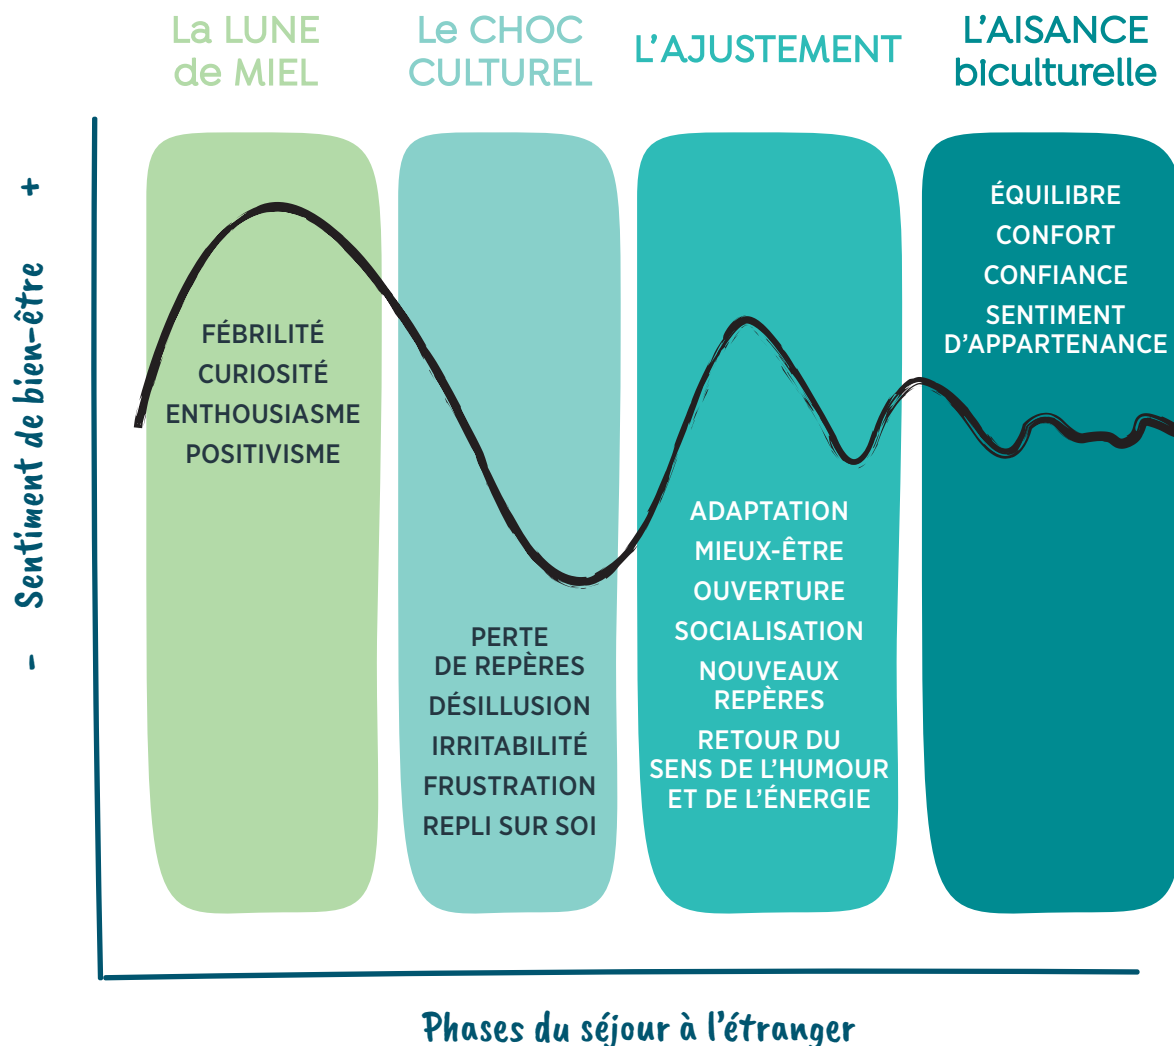 La LUNE
de MIEL
Le CHOC
CULTUREL
L'AJUSTEMENT
L'AISANCE
biculturelle
- Sentiment de bien-être +
FÉBRILITÉ
CURIOSITÉ
ENTHOUSIASME
POSITIVISME
PERTE
DE REPÈRES
DÉSILLUSION
IRRITABILITÉ
FRUSTRATION
REPLI SUR SOI
ADAPTATION
MIEUX-ÊTRE
OUVERTURE
SOCIALISATION
NOUVEAUX
REPÈRES
RETOUR DU
SENS DE L'HUMOUR
ET DE L'ÉNERGIE
ÉQUILIBRE
CONFORT
CONFIANCE
SENTIMENT
D'APPARTENANCE
Phases du séjour à l'étranger